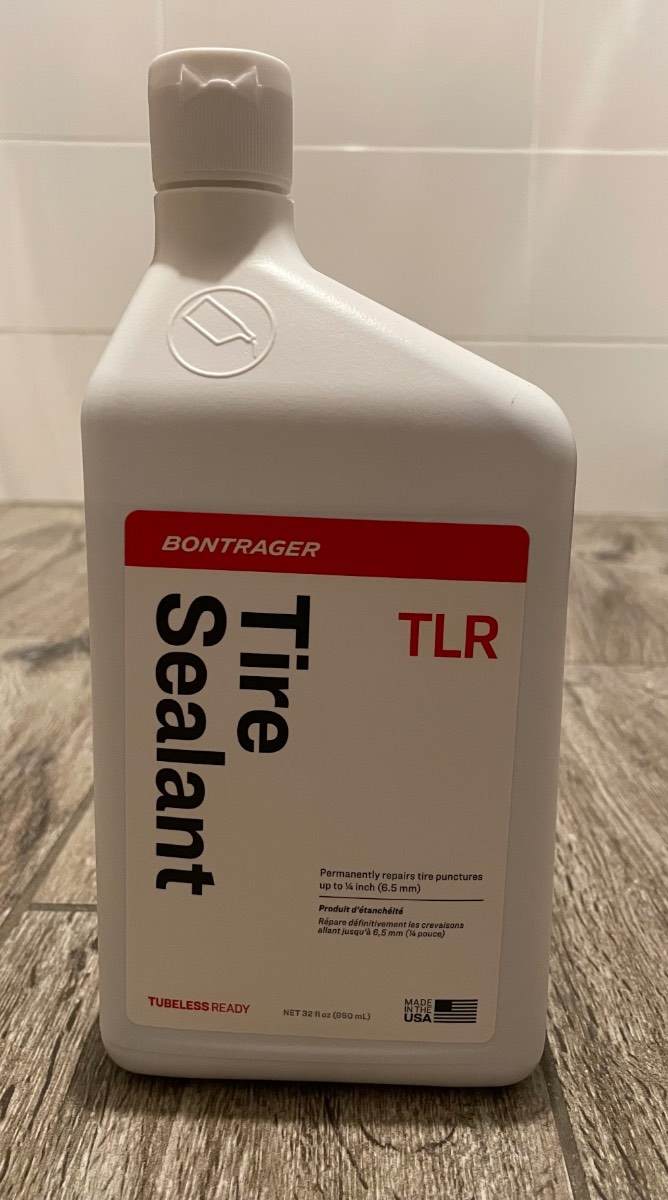 BONTRAGER
Tire
Sealant
TLR
Permanently repairs tire punctures
up to ¼ inch (6.5 mm)
Produit d'étanchéité
Répare définitivement les crevaisons
allant jusqu'à 6,5 mm (¼ pouce)
TUBELESS READY
NET 32 fl oz (960 mL)
MADE
IN THE
USA